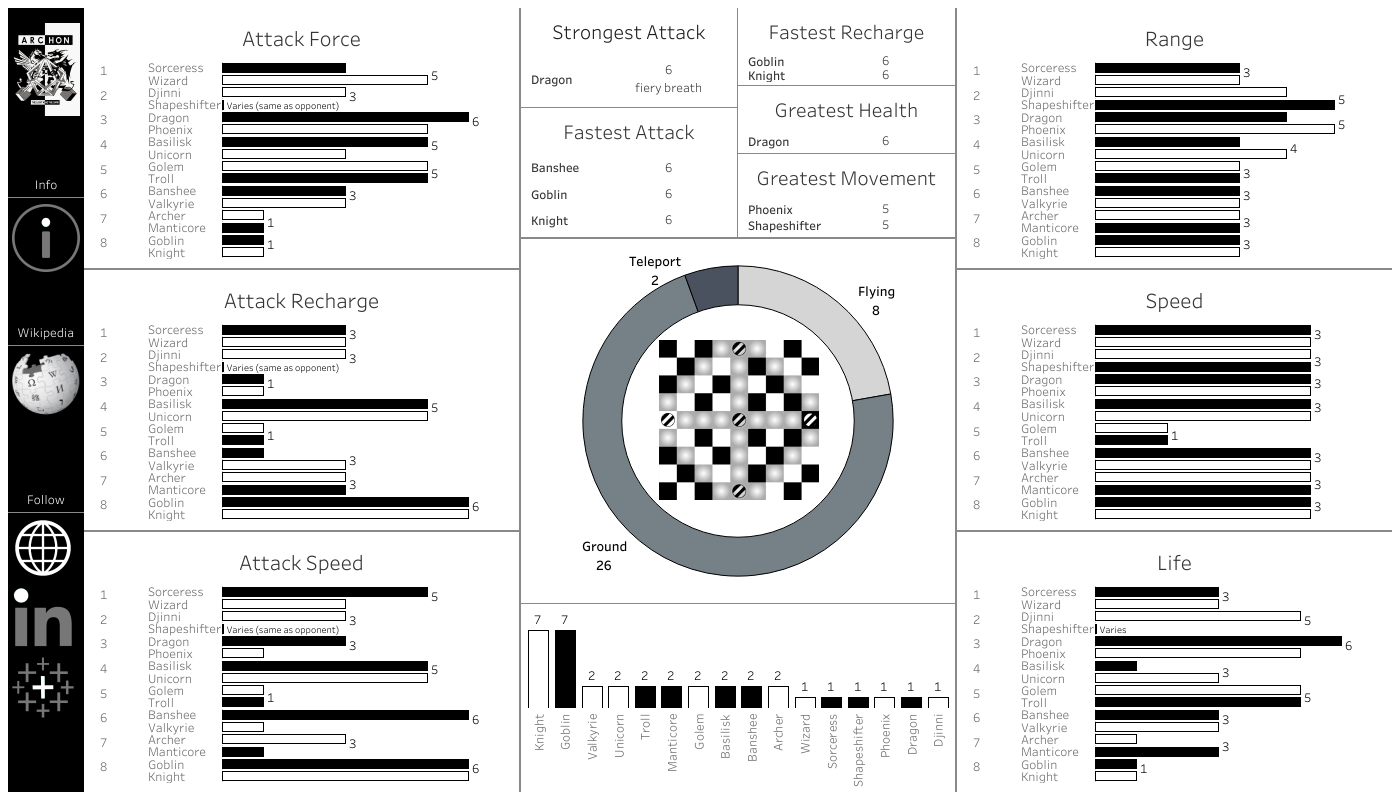 ARCHON
Info
Wikipedia
Follow
in
Attack Force
1
Sorceress
Wizard
5
2
Djinni
3
Shapeshifter
Varies (same as opponent)
3
Dragon
6
Phoenix
4
Basilisk
5
Unicorn
5
Golem
Troll
5
6
Banshee
Valkyrie
3
7
Archer
Manticore
1
8
Goblin
1
Knight
Attack Recharge
1
Sorceress
3
Wizard
2
Djinni
3
Shapeshifter
Varies (same as opponent)
3
Dragon
1
Phoenix
4
Basilisk
5
Unicorn
5
Golem
1
Troll
6
Banshee
Valkyrie
3
7
Archer
Manticore
3
8
Goblin
6
Knight
Attack Speed
1
Sorceress
5
Wizard
2
Djinni
3
Shapeshifter
Varies (same as opponent)
3
Dragon
3
Phoenix
4
Basilisk
5
Unicorn
5
Golem
Troll
1
6
Banshee
6
Valkyrie
7
Archer
3
Manticore
8
Goblin
6
Knight
Strongest Attack
Dragon
6
fiery breath
Fastest Attack
Banshee 6
Goblin 6
Knight 6
Fastest Recharge
Goblin 6
Knight 6
Greatest Health
Dragon 6
Greatest Movement
Phoenix 5
Shapeshifter 5
Teleport
2
Flying
8
Ground
26
7 7 2 2 2 2 2 2 2 2 1 1 1 1 1 1
Knight
Goblin
Valkyrie
Unicorn
Troll
Manticore
Golem
Basilisk
Banshee
Archer
Wizard
Sorceress
Shapeshifter
Phoenix
Dragon
Djinni
Range
1
Sorceress
3
Wizard
2
Djinni
Shapeshifter
5
3
Dragon
Phoenix
5
4
Basilisk
Unicorn
4
5
Golem
Troll
3
6
Banshee
3
Valkyrie
7
Archer
Manticore
3
8
Goblin
3
Knight
Speed
1
Sorceress
3
Wizard
2
Djinni
3
Shapeshifter
3
Dragon
3
Phoenix
4
Basilisk
3
Unicorn
5
Golem
Troll
1
6
Banshee
3
Valkyrie
7
Archer
3
Manticore
8
Goblin
3
Knight
Life
1
Sorceress
3
Wizard
2
Djinni
5
Shapeshifter
Varies
3
Dragon
6
Phoenix
4
Basilisk
Unicorn
3
5
Golem
Troll
5
6
Banshee
3
Valkyrie
7
Archer
Manticore
3
8
Goblin
1
Knight